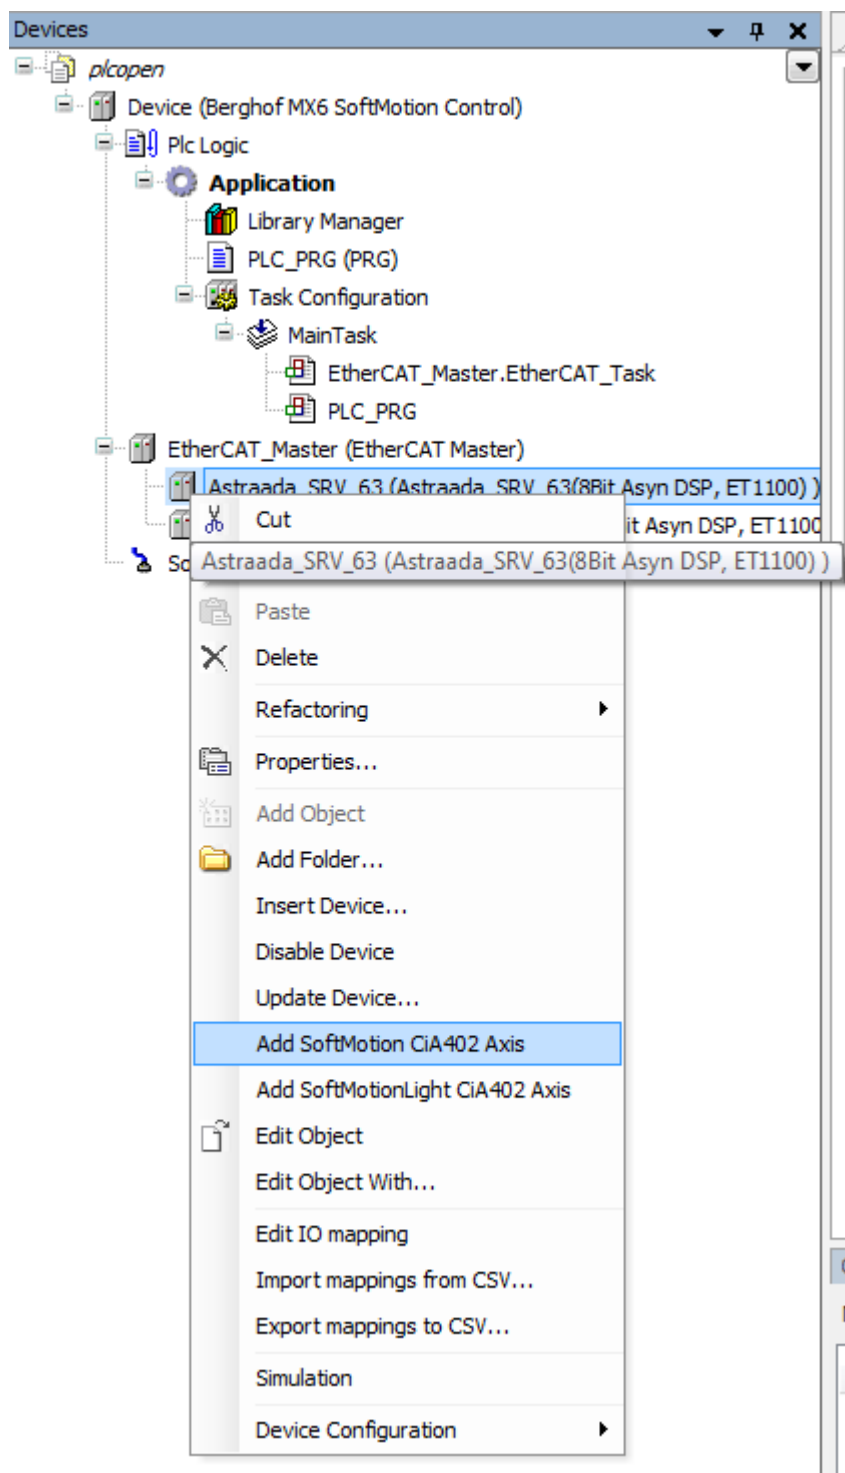 Devices
plcopen
Device (Berghof MX6 SoftMotion Control)
Plc Logic
Application
Library Manager
PLC_PRG (PRG)
Task Configuration
MainTask
EtherCAT_Master.EtherCAT_Task
PLC_PRG
EtherCAT_Master (EtherCAT Master)
Astraada_SRV_63 (Astraada_SRV_63(8Bit Asyn DSP, ET1100) )
Cut
it Asyn DSP, ET1100
So
Astraada_SRV_63 (Astraada_SRV_63(8Bit Asyn DSP, ET1100) )
Paste
Delete
Refactoring
Properties...
Add Object
Add Folder...
Insert Device...
Disable Device
Update Device...
Add SoftMotion CiA402 Axis
Add SoftMotionLight CiA402 Axis
Edit Object
Edit Object With...
Edit IO mapping
Import mappings from CSV...
Export mappings to CSV...
Simulation
Device Configuration